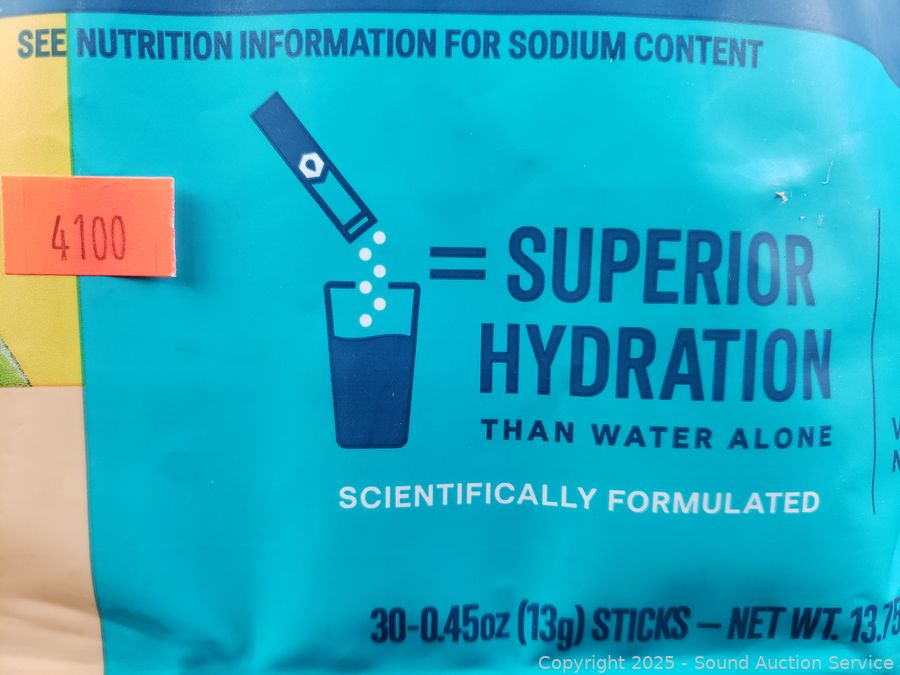 SEE NUTRITION INFORMATION FOR SODIUM CONTENT
4100
= SUPERIOR
HYDRATION
THAN WATER ALONE
SCIENTIFICALLY FORMULATED
30-0.45oz (13g) STICKS – NET WT. 13.75
Copyright 2025 - Sound Auction Service